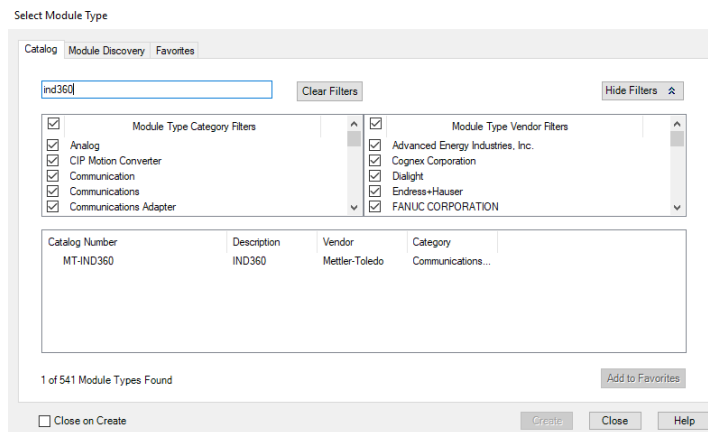 Select Module Type
Catalog Module Discovery Favorites
ind360 Clear Filters Hide Filters
Module Type Category Filters Module Type Vendor Filters
Analog Advanced Energy Industries, Inc.
CIP Motion Converter Cognex Corporation
Communication Dialight
Communications Endress+Hauser
Communications Adapter FANUC CORPORATION
Catalog Number Description Vendor Category
MT-IND360 IND360 Mettler-Toledo Communications...
1 of 541 Module Types Found Add to Favorites
Close on Create Create Close Help